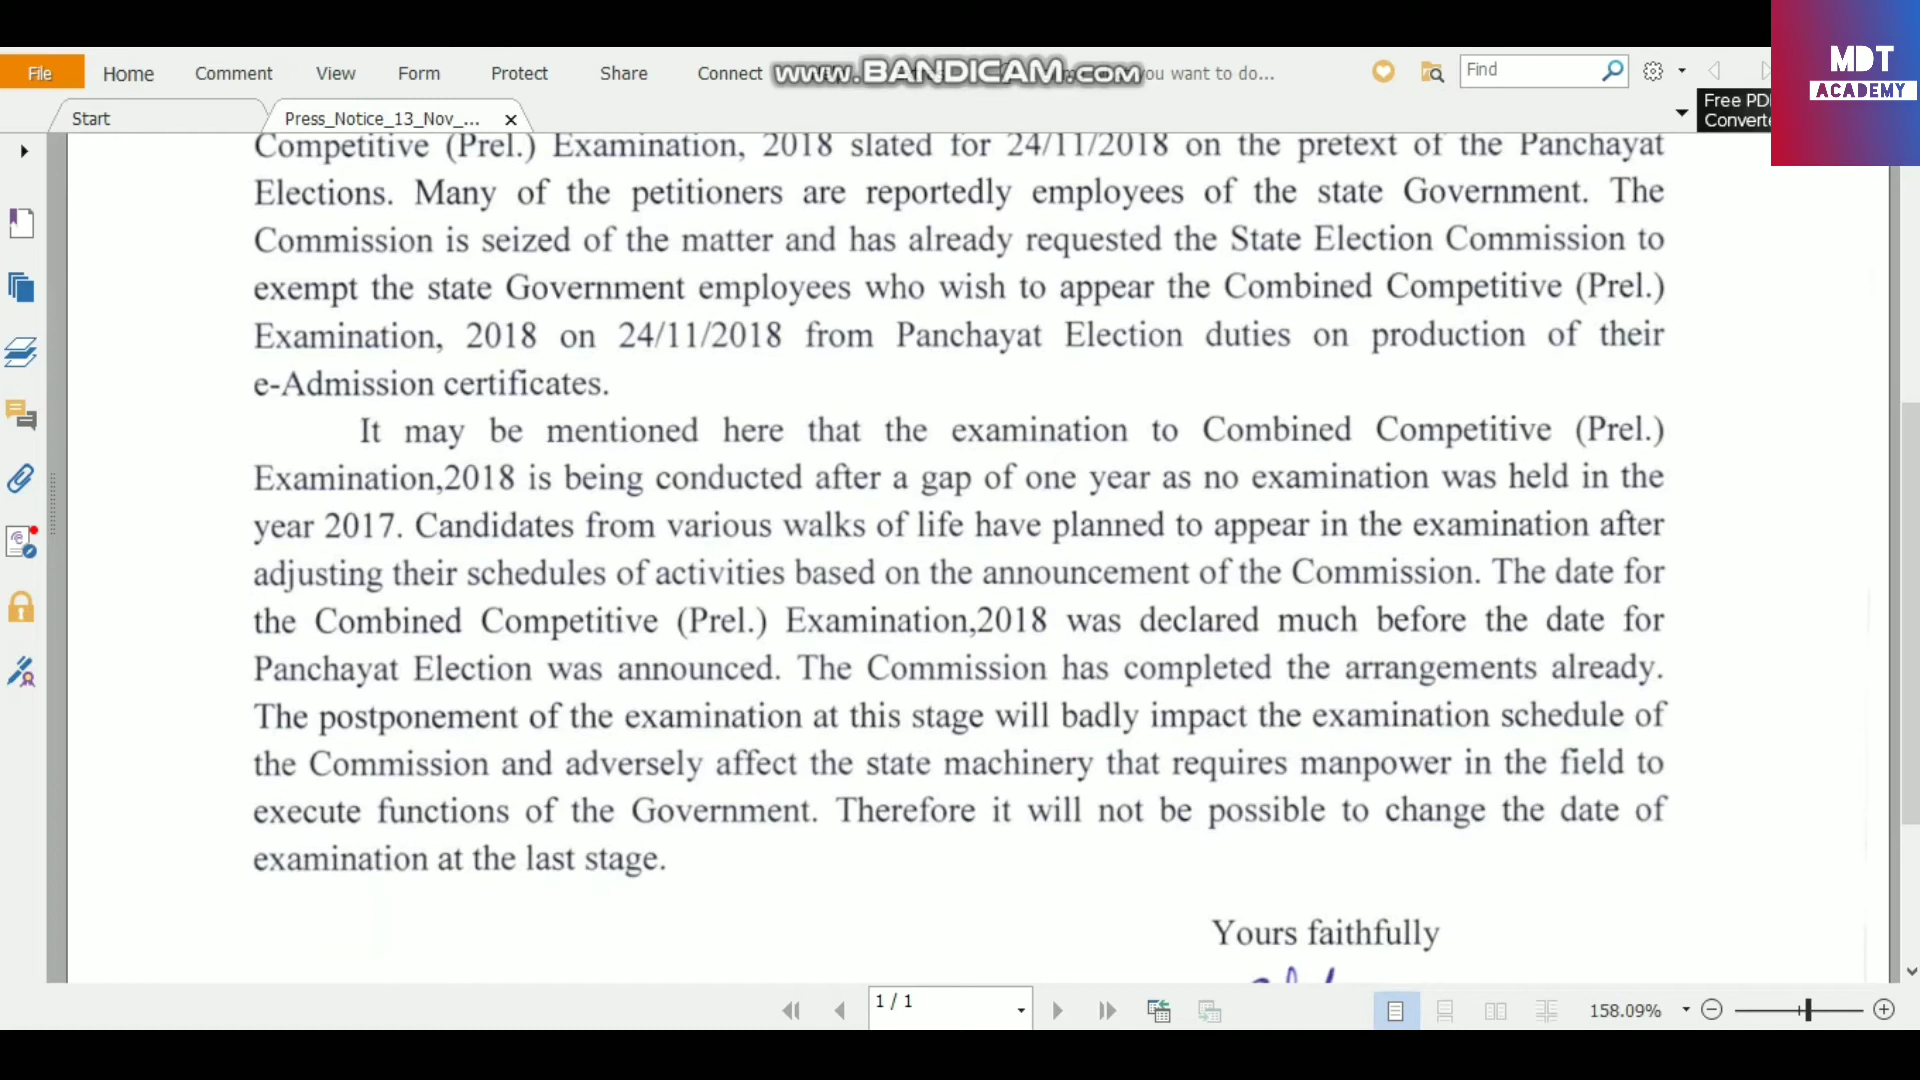 MDT
ACADEMY
File Home Comment View Form Protect Share Connect www.BANDICAM.com you want to do... Find
Start Press_Notice_13_Nov_... Free PD
Converte
Competitive (Prel.) Examination, 2018 slated for 24/11/2018 on the pretext of the Panchayat
Elections. Many of the petitioners are reportedly employees of the state Government. The
Commission is seized of the matter and has already requested the State Election Commission to
exempt the state Government employees who wish to appear the Combined Competitive (Prel.)
Examination, 2018 on 24/11/2018 from Panchayat Election duties on production of their
e-Admission certificates.
It may be mentioned here that the examination to Combined Competitive (Prel.)
Examination,2018 is being conducted after a gap of one year as no examination was held in the
year 2017. Candidates from various walks of life have planned to appear in the examination after
adjusting their schedules of activities based on the announcement of the Commission. The date for
the Combined Competitive (Prel.) Examination,2018 was declared much before the date for
Panchayat Election was announced. The Commission has completed the arrangements already.
The postponement of the examination at this stage will badly impact the examination schedule of
the Commission and adversely affect the state machinery that requires manpower in the field to
execute functions of the Government. Therefore it will not be possible to change the date of
examination at the last stage.
Yours faithfully
1 / 1 158.09%